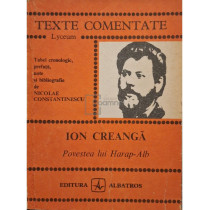 TEXTE COMENTATE
Lyceum
Tabel cronologic,
prefață,
note
și bibliografie
de
NICOLAE
CONSTANTINESCU
ION CREANGĂ
Povestea lui Harap-Alb
EDITURA
ALBATROS